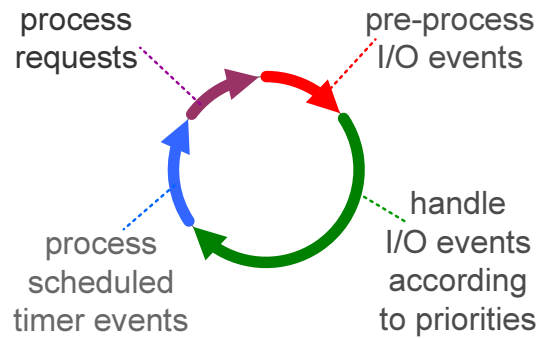 process
requests
pre-process
I/O events
handle
I/O events
according
to priorities
process
scheduled
timer events